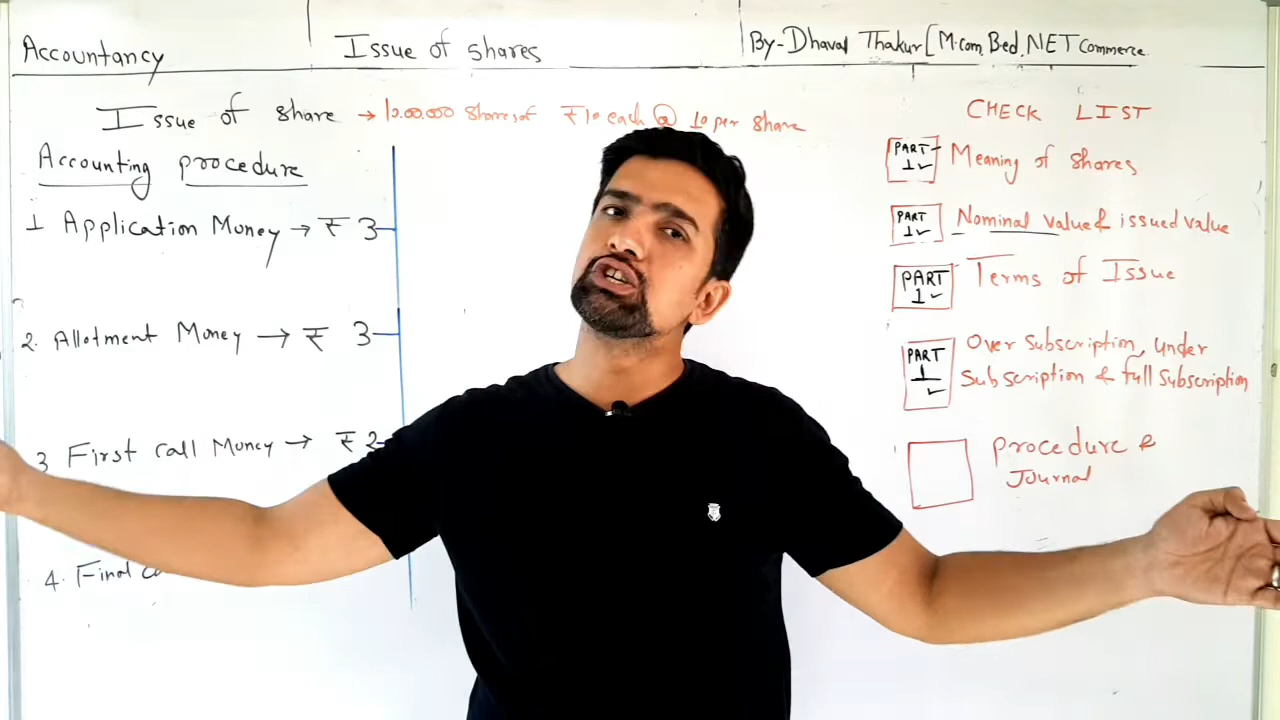 Accountancy
Issue of shares
By-Dhaval Thakur [M.com, Bed, NET Commerce
Issue of share → 10,00,000 Shares of ₹10 each @ 10 per share
Accounting procedure
1 Application Money → ₹ 3
2. Allotment Money → ₹ 3
3 First call Money → ₹ 2
4. Final
CHECK LIST
PART 1 ✓ Meaning of shares
PART 1 ✓ Nominal value & issued value
PART 1 ✓ Terms of Issue
PART 1 ✓ Over Subscription, under
Subscription & full Subscription
procedure &
Journal